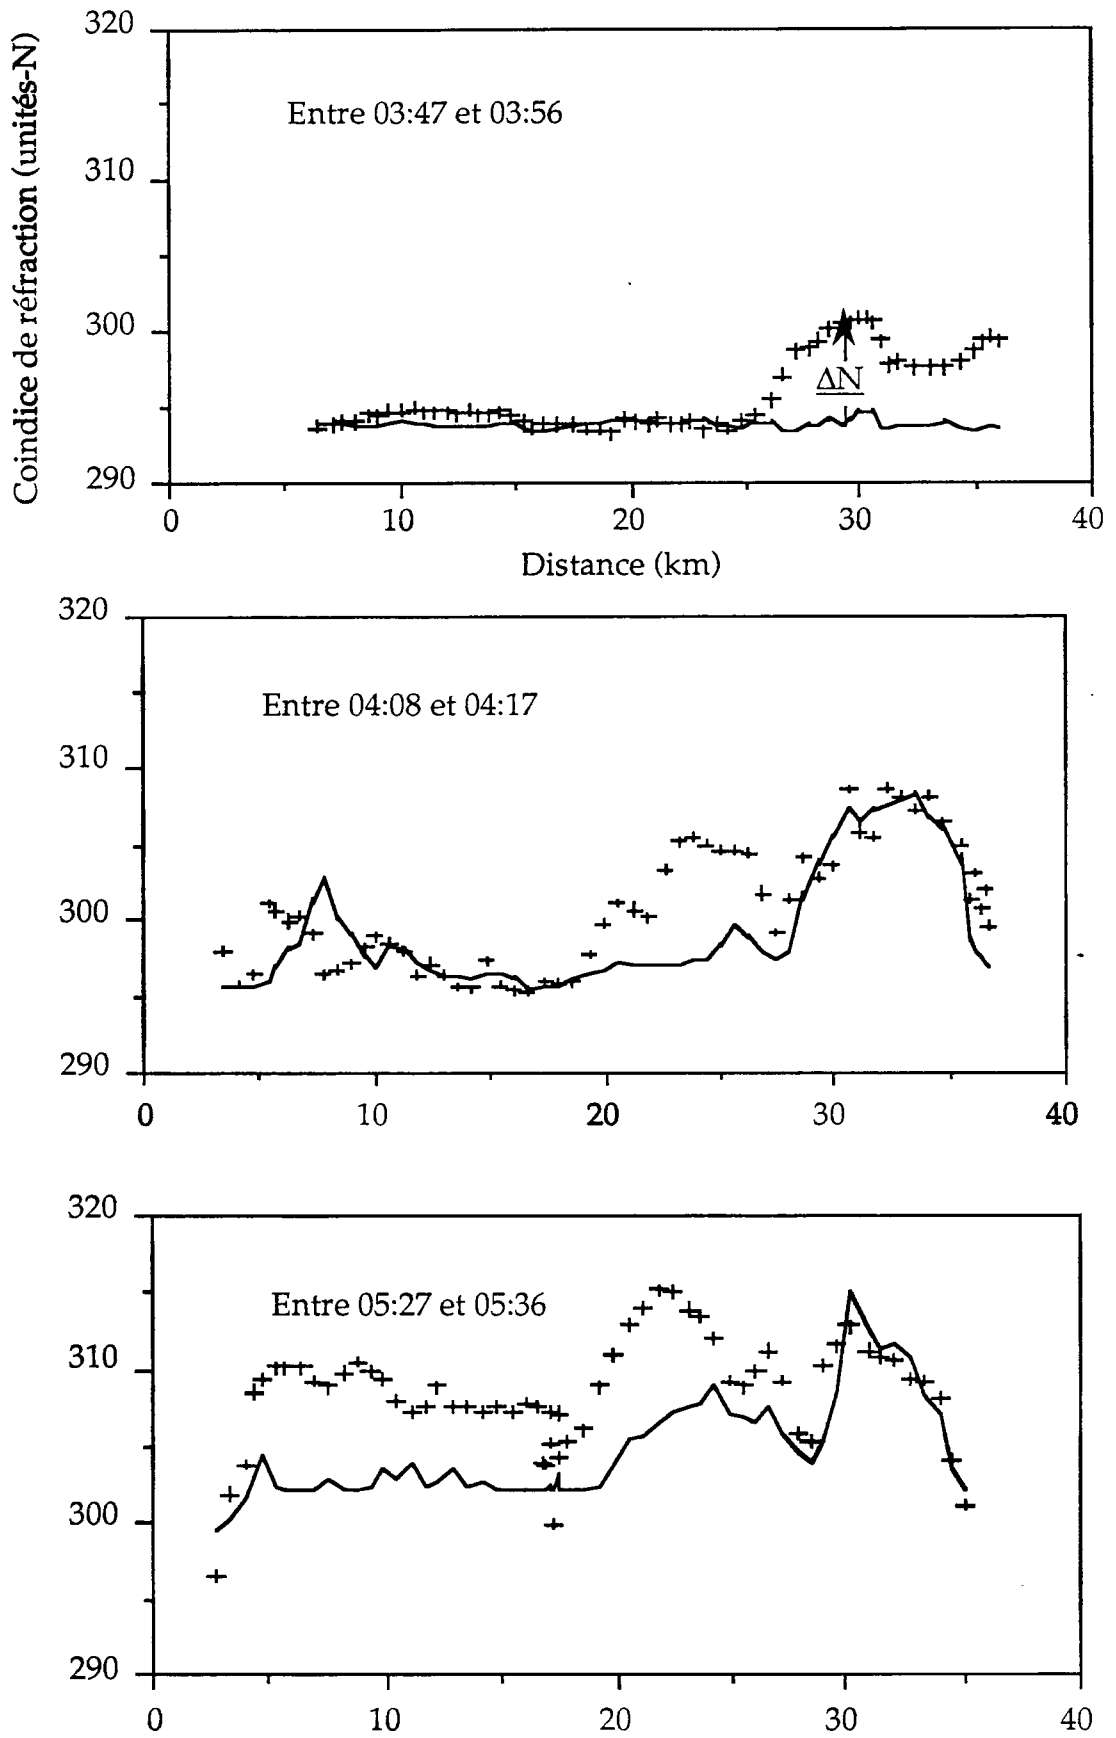 Coindice de réfraction (unités-N)
320
Entre 03:47 et 03:56
310
300
ΔN
290
0 10 20 30 40
Distance (km)
320
Entre 04:08 et 04:17
310
300
290
0 10 20 30 40
320
Entre 05:27 et 05:36
310
300
290
0 10 20 30 40